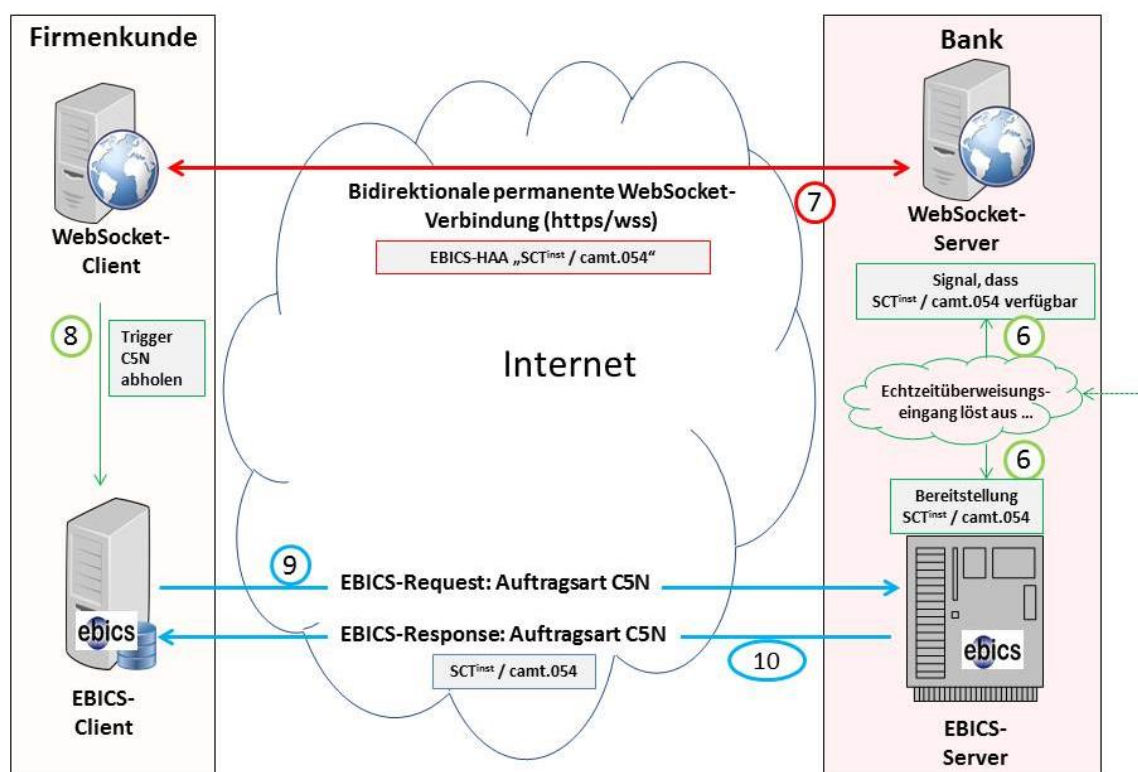 Firmenkunde
Bank
WebSocket-
Client
Bidirektionale permanente WebSocket-
Verbindung (https/wss)
EBICS-HAA „SCTinst / camt.054“
7
WebSocket-
Server
Signal, dass
SCTinst / camt.054 verfügbar
8
Trigger
C5N
abholen
Internet
6
Echtzeitüberweisungs-
eingang löst aus ...
6
Bereitstellung
SCTinst / camt.054
9
EBICS-Request: Auftragsart C5N
EBICS-Response: Auftragsart C5N
10
SCTinst / camt.054
ebics
ebics
EBICS-
Client
EBICS-
Server